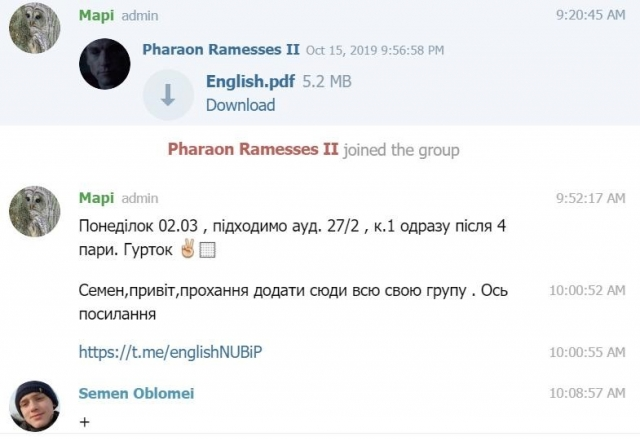 Марі admin 9:20:45 AM
Pharaon Ramesses II Oct 15, 2019 9:56:58 PM
English.pdf 5.2 MB
Download
Pharaon Ramesses II joined the group
Марі admin 9:52:17 AM
Понеділок 02.03 , підходимо ауд. 27/2 , к.1 одразу після 4
пари. Гурток ✌🏻
Семен,привіт,прохання додати сюди всю свою групу . Ось 10:00:52 AM
посилання
https://t.me/englishNUBiP 10:00:55 AM
Semen Oblomei 10:08:57 AM
+